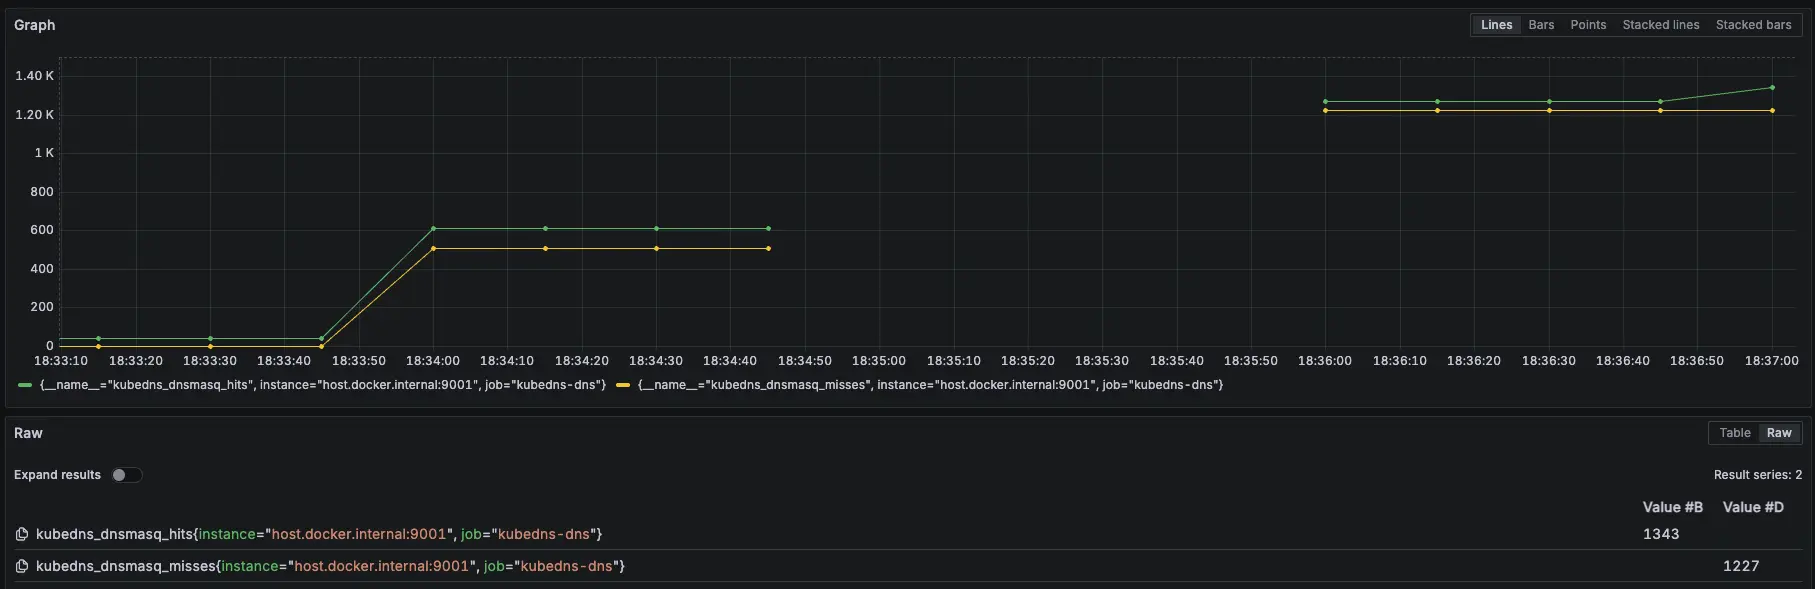 Graph
Lines Bars Points Stacked lines Stacked bars
1.40 K
1.20 K
1 K
800
600
400
200
0
18:33:10 18:33:20 18:33:30 18:33:40 18:33:50 18:34:00 18:34:10 18:34:20 18:34:30 18:34:40 18:34:50 18:35:00 18:35:10 18:35:20 18:35:30 18:35:40 18:35:50 18:36:00 18:36:10 18:36:20 18:36:30 18:36:40 18:36:50 18:37:00
{__name__="kubedns_dnsmasq_hits", instance="host.docker.internal:9001", job="kubedns-dns"} {__name__="kubedns_dnsmasq_misses", instance="host.docker.internal:9001", job="kubedns-dns"}
Raw
Table Raw
Expand results
Result series: 2
Value #B Value #D
kubedns_dnsmasq_hits{instance="host.docker.internal:9001", job="kubedns-dns"} 1343
kubedns_dnsmasq_misses{instance="host.docker.internal:9001", job="kubedns-dns"} 1227